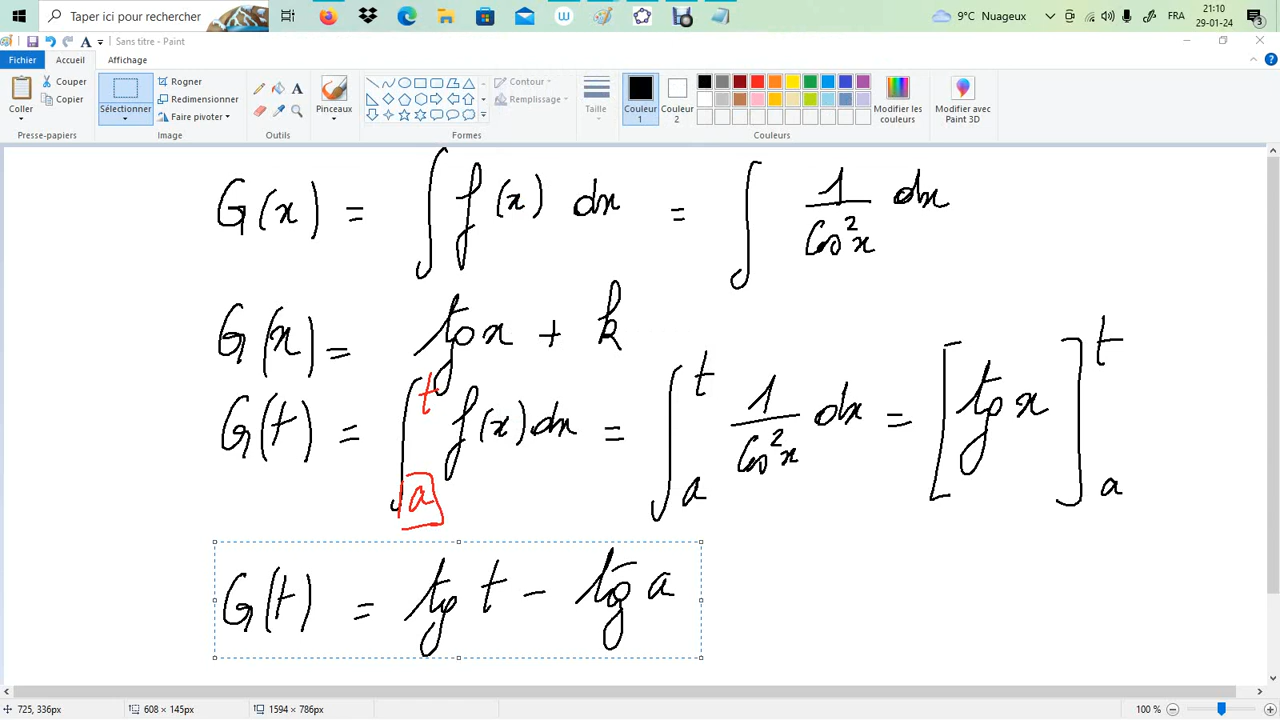 Taper ici pour rechercher
9°C Nuageux
FRA
21:10
29-01-24
3
Sans titre - Paint
Fichier Accueil Affichage
Coller
Couper
Copier
Presse-papiers
Sélectionner
Rogner
Redimensionner
Faire pivoter
Image
Outils
Pinceaux
Contour
Remplissage
Formes
Taille
Couleur 1
Couleur 2
Modifier les couleurs
Couleurs
Modifier avec Paint 3D
G(x) = ∫ f(x) dx = ∫ 1/cos²x dx
G(x) = tg x + k
G(t) = ∫ₐᵗ f(x) dx = ∫ₐᵗ 1/cos²x dx = [tg x]ₐᵗ
G(t) = tg t - tg a
725, 336px
608 × 145px
1594 × 786px
100 %